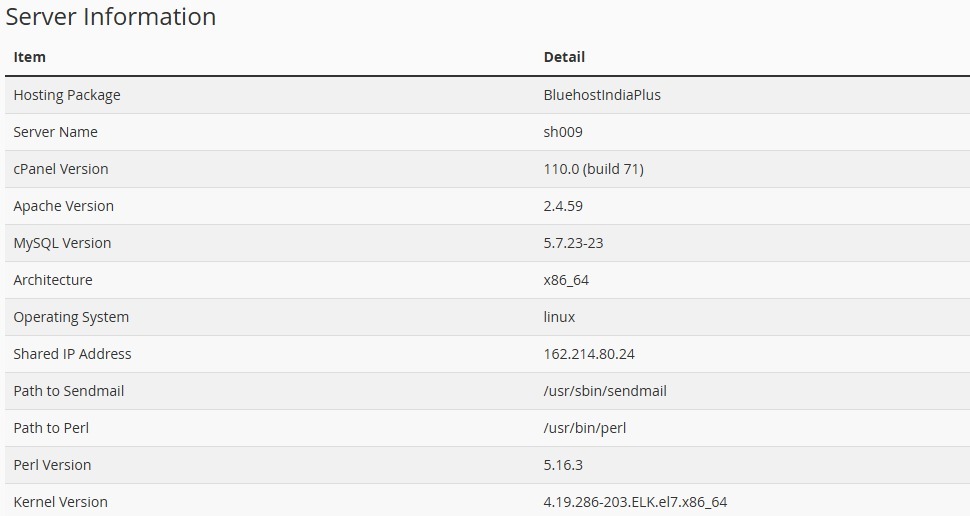 Server Information
Item Detail
Hosting Package BluehostIndiaPlus
Server Name sh009
cPanel Version 110.0 (build 71)
Apache Version 2.4.59
MySQL Version 5.7.23-23
Architecture x86_64
Operating System linux
Shared IP Address 162.214.80.24
Path to Sendmail /usr/sbin/sendmail
Path to Perl /usr/bin/perl
Perl Version 5.16.3
Kernel Version 4.19.286-203.ELK.el7.x86_64